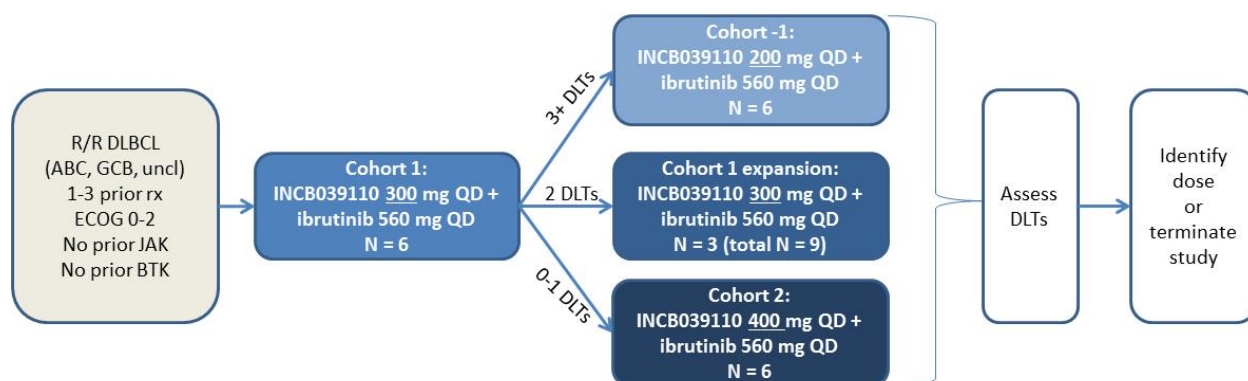 R/R DLBCL
(ABC, GCB, uncl)
1-3 prior rx
ECOG 0-2
No prior JAK
No prior BTK
Cohort 1:
INCB039110 300 mg QD +
ibrutinib 560 mg QD
N = 6
3+ DLTs
2 DLTs
0-1 DLTs
Cohort -1:
INCB039110 200 mg QD +
ibrutinib 560 mg QD
N = 6
Cohort 1 expansion:
INCB039110 300 mg QD +
ibrutinib 560 mg QD
N = 3 (total N = 9)
Cohort 2:
INCB039110 400 mg QD +
ibrutinib 560 mg QD
N = 6
Assess
DLTs
Identify
dose
or
terminate
study